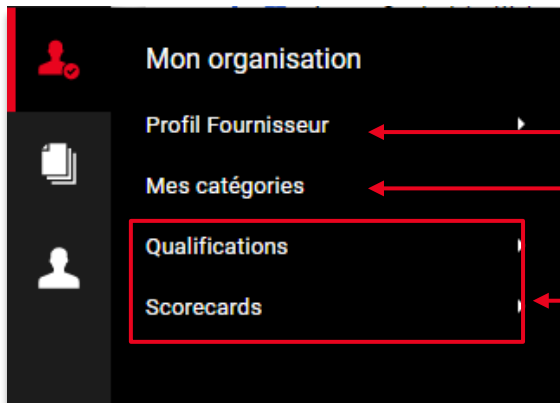 Mon organisation
Profil Fournisseur
Mes catégories
Qualifications
Scorecards